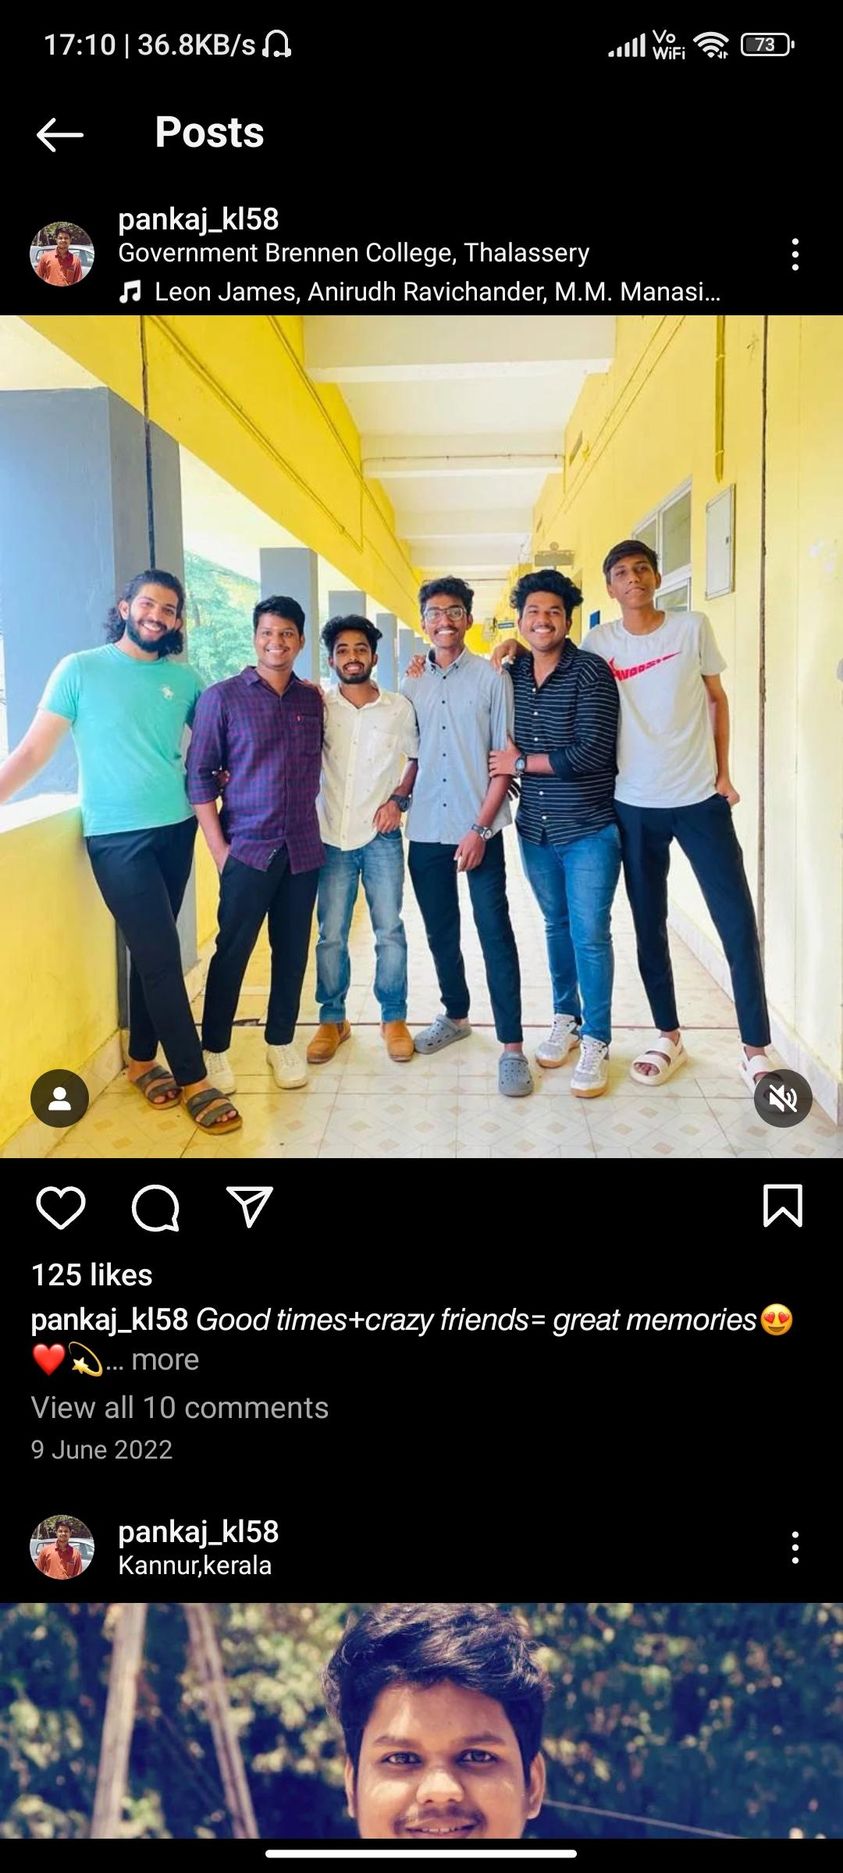 17:10 | 36.8KB/s
Vo
WiFi
73
Posts
pankaj_kl58
Government Brennen College, Thalassery
Leon James, Anirudh Ravichander, M.M. Manasi...
125 likes
pankaj_kl58 Good times+crazy friends= great memories😍
❤️💫... more
View all 10 comments
9 June 2022
pankaj_kl58
Kannur,kerala